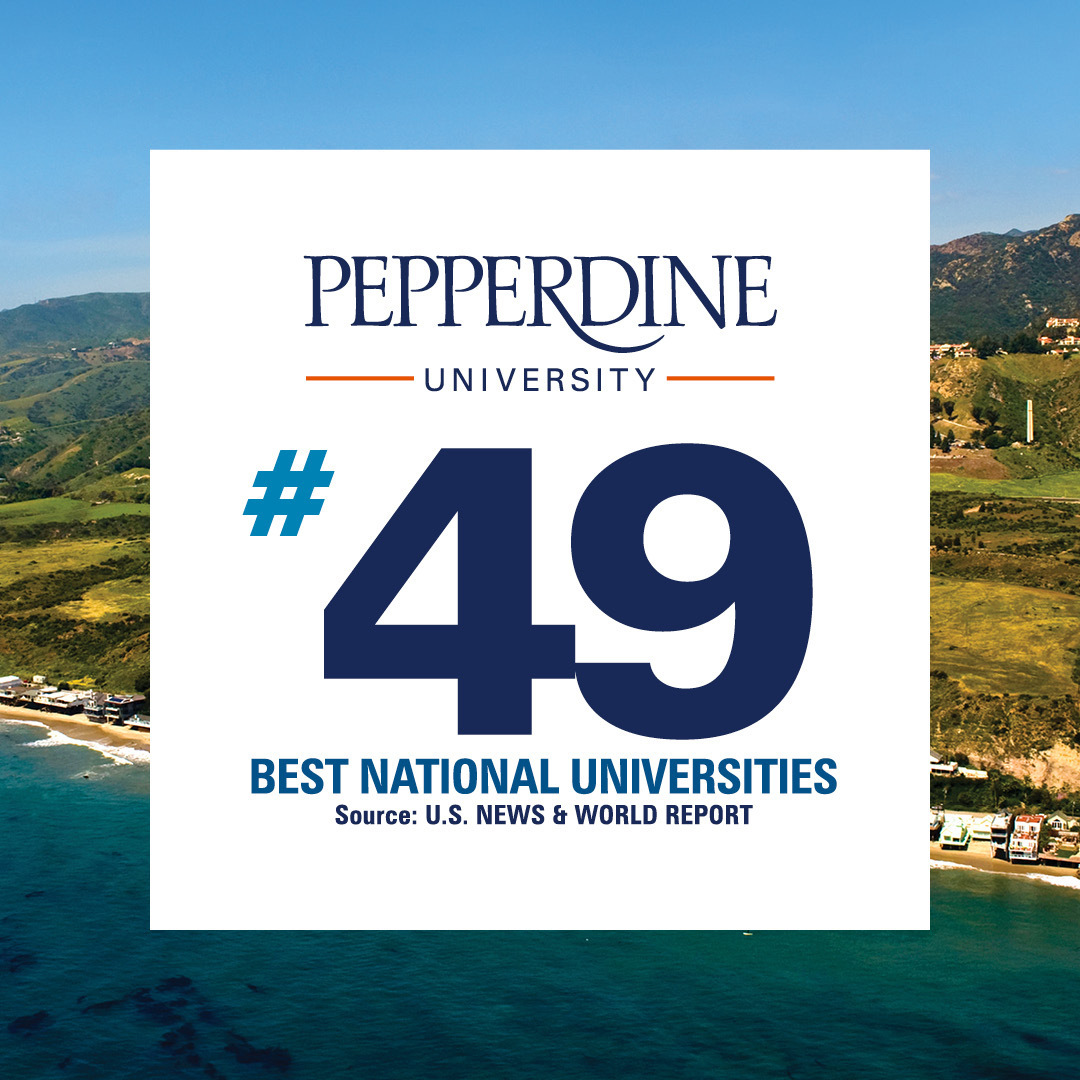 PEPPERDINE
UNIVERSITY
#49
BEST NATIONAL UNIVERSITIES
Source: U.S. NEWS & WORLD REPORT